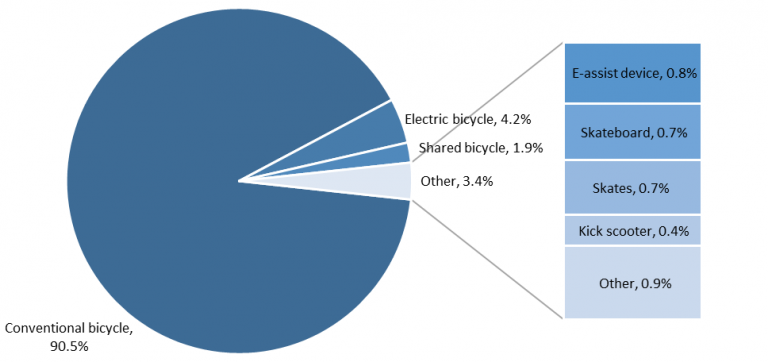 Electric bicycle, 4.2%
Shared bicycle, 1.9%
Other, 3.4%
Conventional bicycle,
90.5%
E-assist device, 0.8%
Skateboard, 0.7%
Skates, 0.7%
Kick scooter, 0.4%
Other, 0.9%